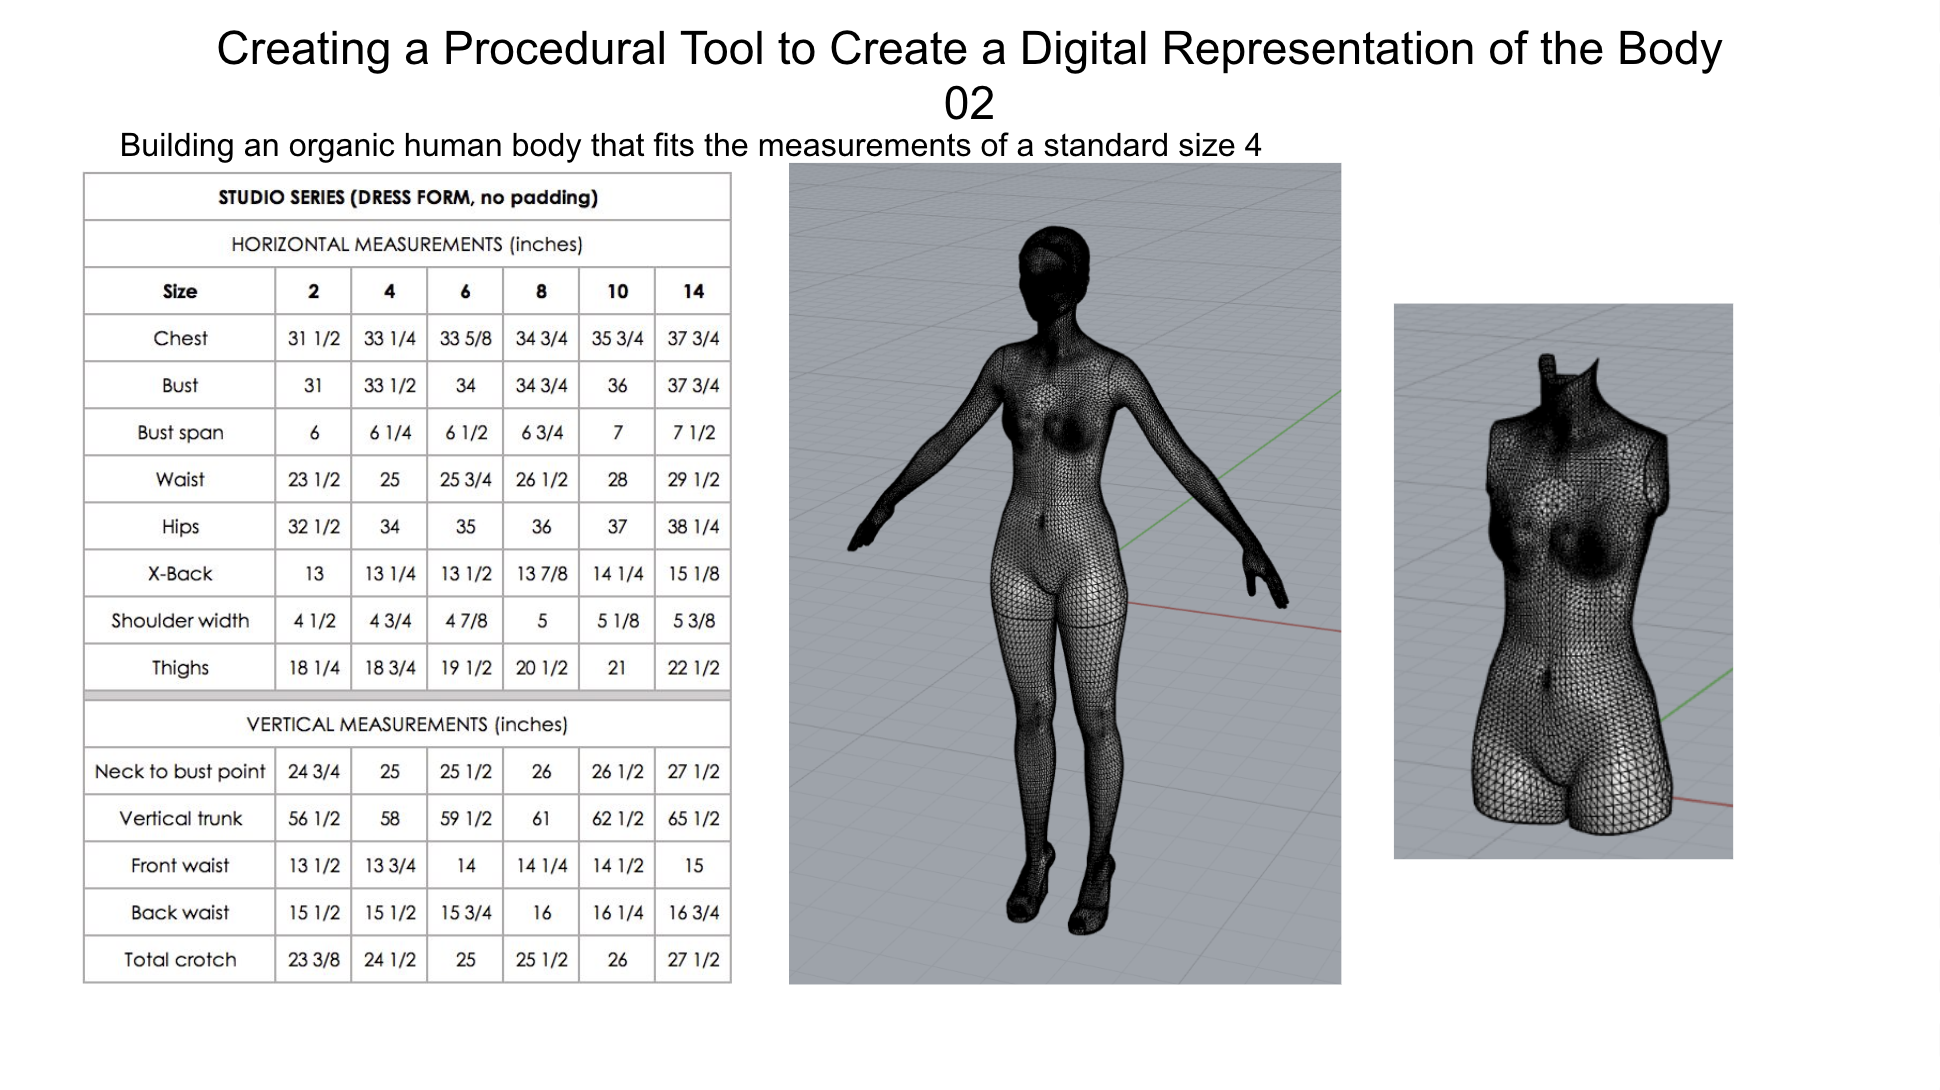 Creating a Procedural Tool to Create a Digital Representation of the Body
02
Building an organic human body that fits the measurements of a standard size 4
STUDIO SERIES (DRESS FORM, no padding)
HORIZONTAL MEASUREMENTS (inches)
Size 2 4 6 8 10 14
Chest 31 1/2 33 1/4 33 5/8 34 3/4 35 3/4 37 3/4
Bust 31 33 1/2 34 34 3/4 36 37 3/4
Bust span 6 6 1/4 6 1/2 6 3/4 7 7 1/2
Waist 23 1/2 25 25 3/4 26 1/2 28 29 1/2
Hips 32 1/2 34 35 36 37 38 1/4
X-Back 13 13 1/4 13 1/2 13 7/8 14 1/4 15 1/8
Shoulder width 4 1/2 4 3/4 4 7/8 5 5 1/8 5 3/8
Thighs 18 1/4 18 3/4 19 1/2 20 1/2 21 22 1/2
VERTICAL MEASUREMENTS (inches)
Neck to bust point 24 3/4 25 25 1/2 26 26 1/2 27 1/2
Vertical trunk 56 1/2 58 59 1/2 61 62 1/2 65 1/2
Front waist 13 1/2 13 3/4 14 14 1/4 14 1/2 15
Back waist 15 1/2 15 1/2 15 3/4 16 16 1/4 16 3/4
Total crotch 23 3/8 24 1/2 25 25 1/2 26 27 1/2